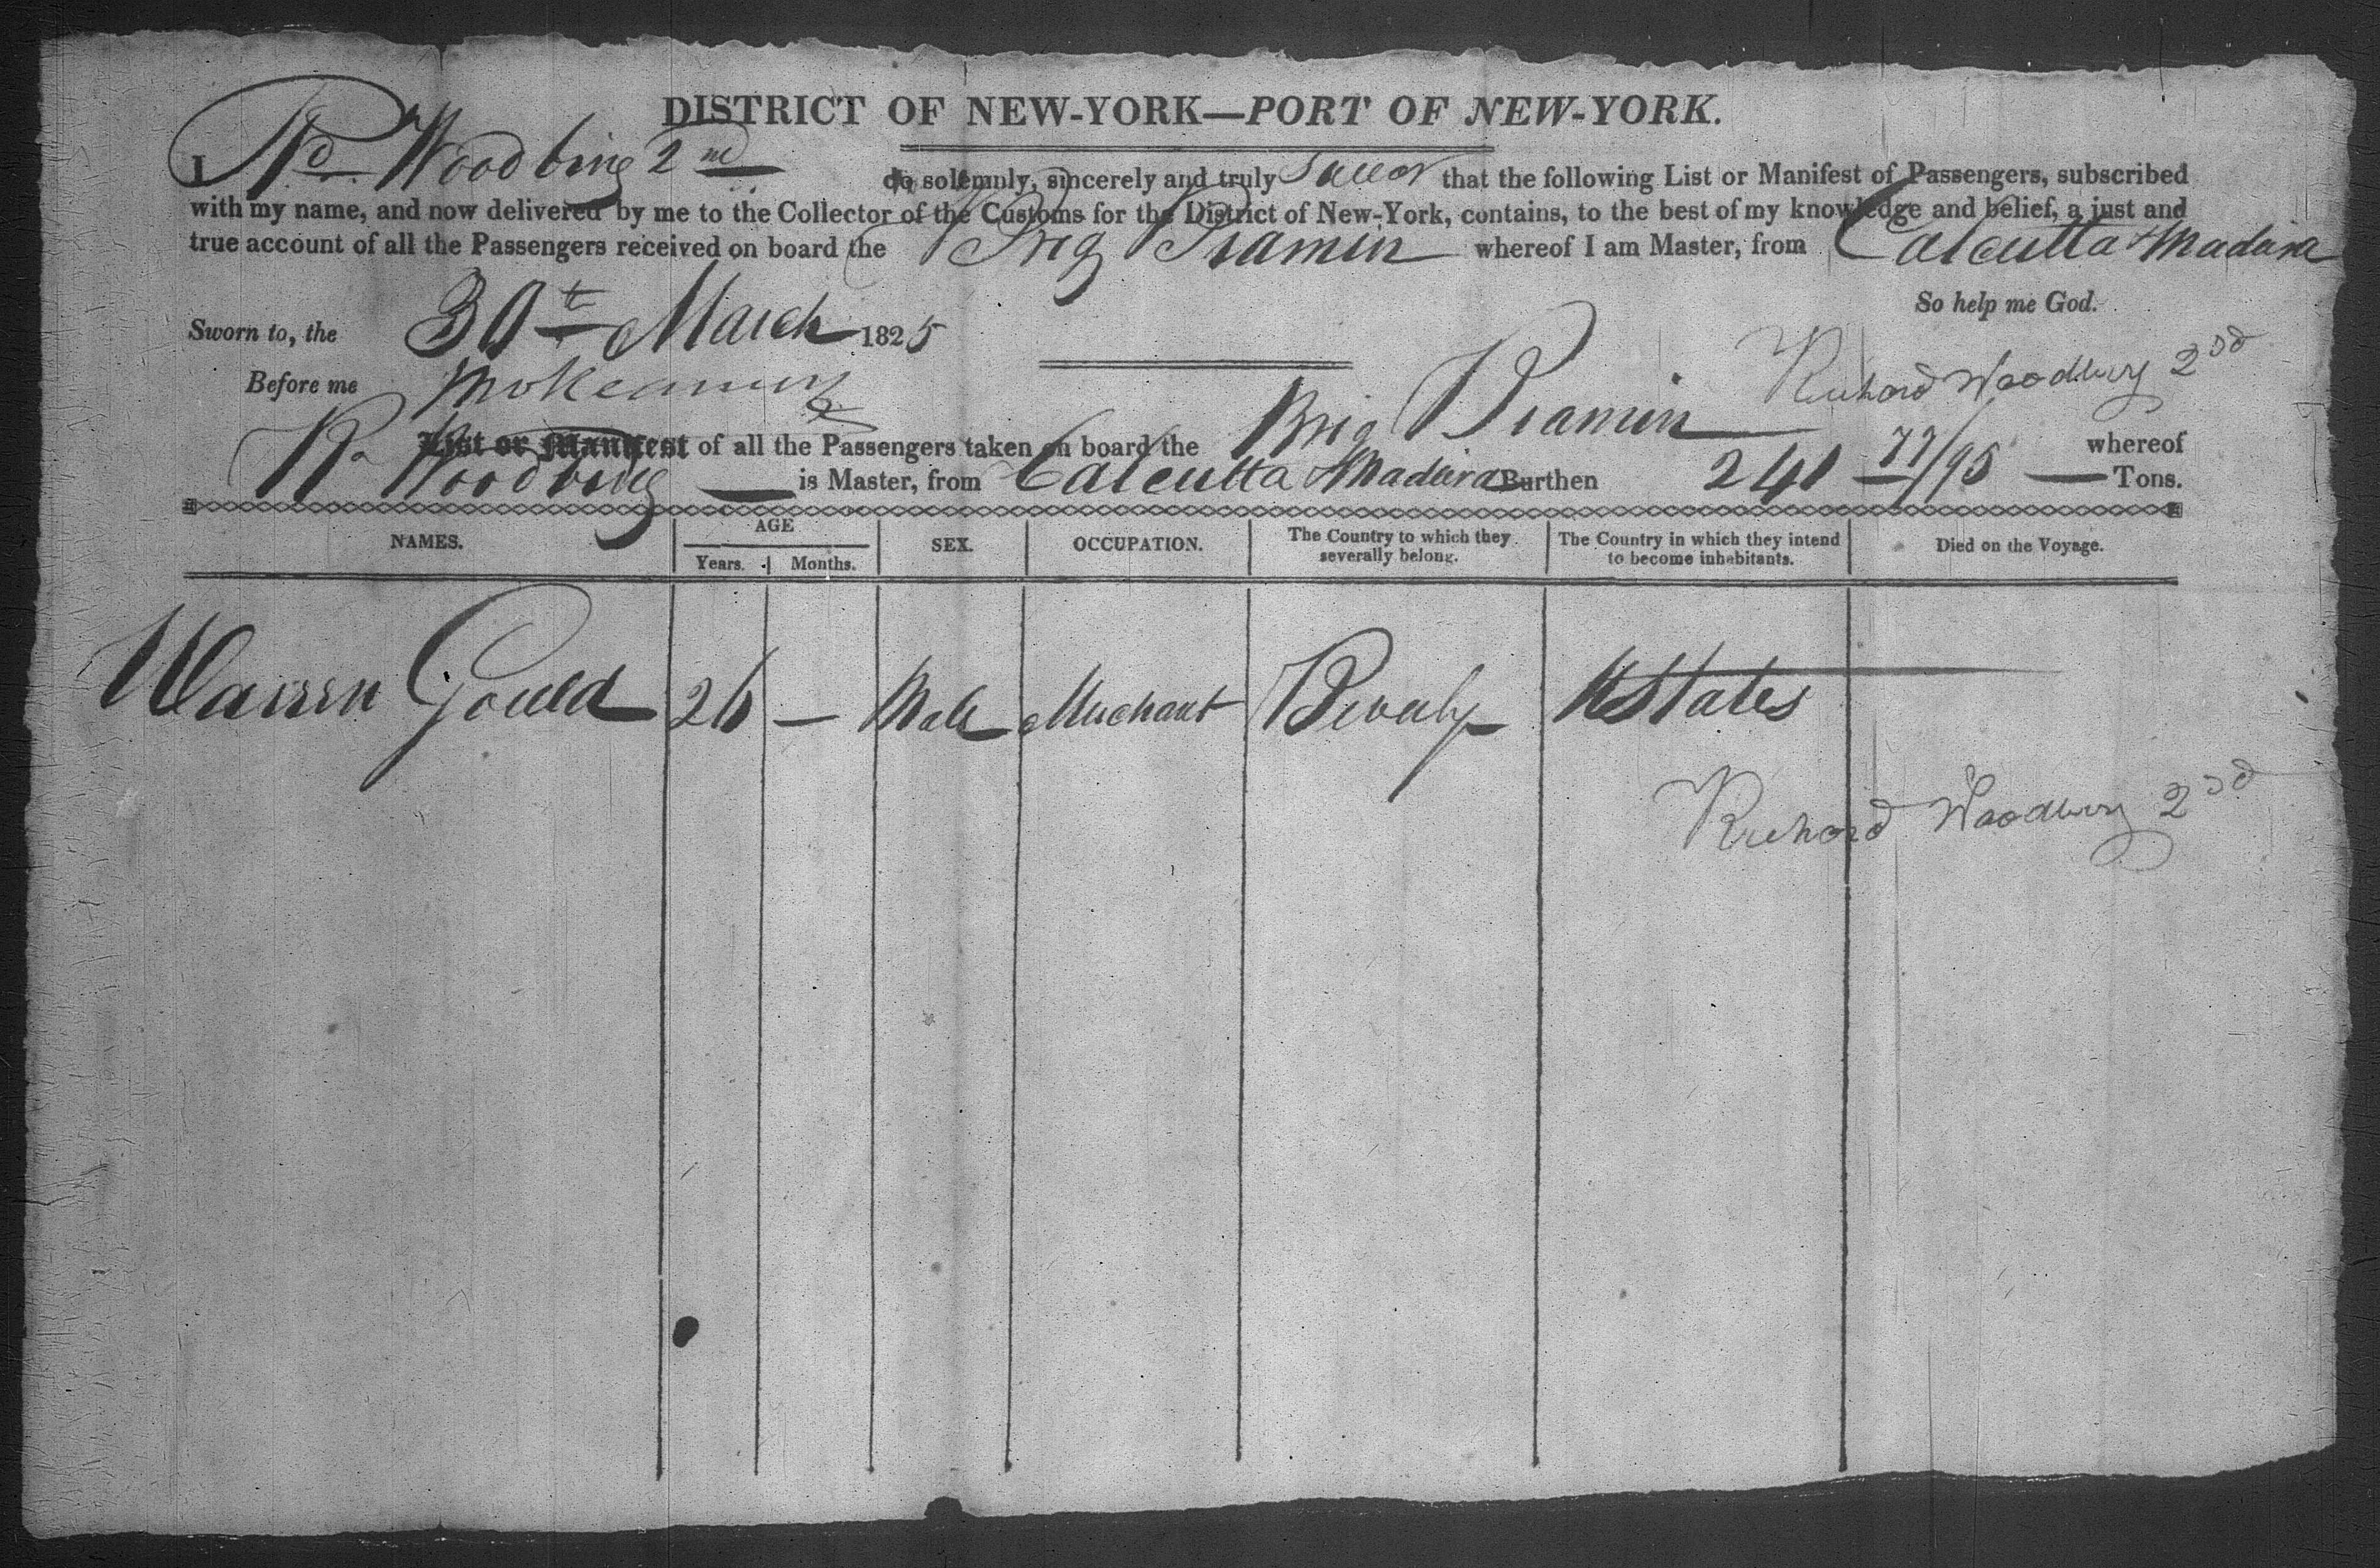 DISTRICT OF NEW-YORK—PORT OF NEW-YORK.
I Rd. Woodbury 2nd do solemnly, sincerely and truly swear that the following List or Manifest of Passengers, subscribed
with my name, and now delivered by me to the Collector of the Customs for the District of New-York, contains, to the best of my knowledge and belief, a just and
true account of all the Passengers received on board the Brig Bramin whereof I am Master, from Calcutta & Madeira
So help me God.
Sworn to, the 30th March 1825
Richard Woodbury 2nd
Before me
List or Manifest of all the Passengers taken on board the Brig Bramin whereof
R. Woodbury is Master, from Calcutta & Madeira Burthen 241 77/95 Tons.
NAMES. AGE SEX. OCCUPATION. The Country to which they severally belong. The Country in which they intend to become inhabitants. Died on the Voyage.
Years. Months.
Warren Gould 26 — Male Merchant Beverly UStates
Richard Woodbury 2nd